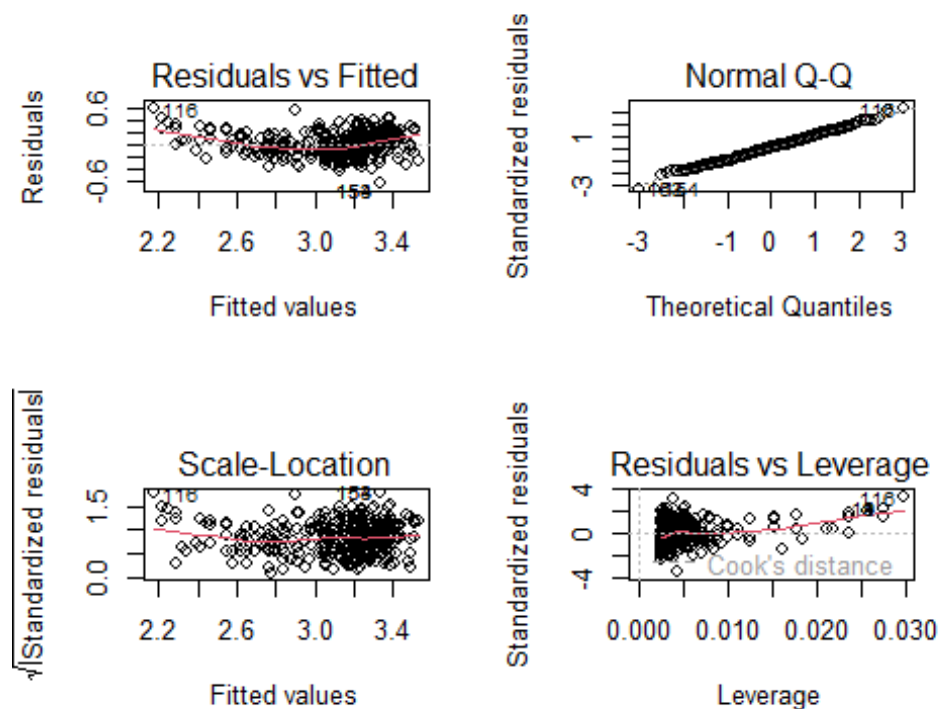 Residuals vs Fitted
Residuals
0.6
-0.6
116
2.2 2.6 3.0 3.4
Fitted values
Normal Q-Q
Standardized residuals
1
-3
-3 -1 0 1 2 3
Theoretical Quantiles
Scale-Location
√|Standardized residuals|
1.5
0.0
116
2.2 2.6 3.0 3.4
Fitted values
Residuals vs Leverage
Standardized residuals
4
0
-4
116
Cook's distance
0.000 0.010 0.020 0.030
Leverage